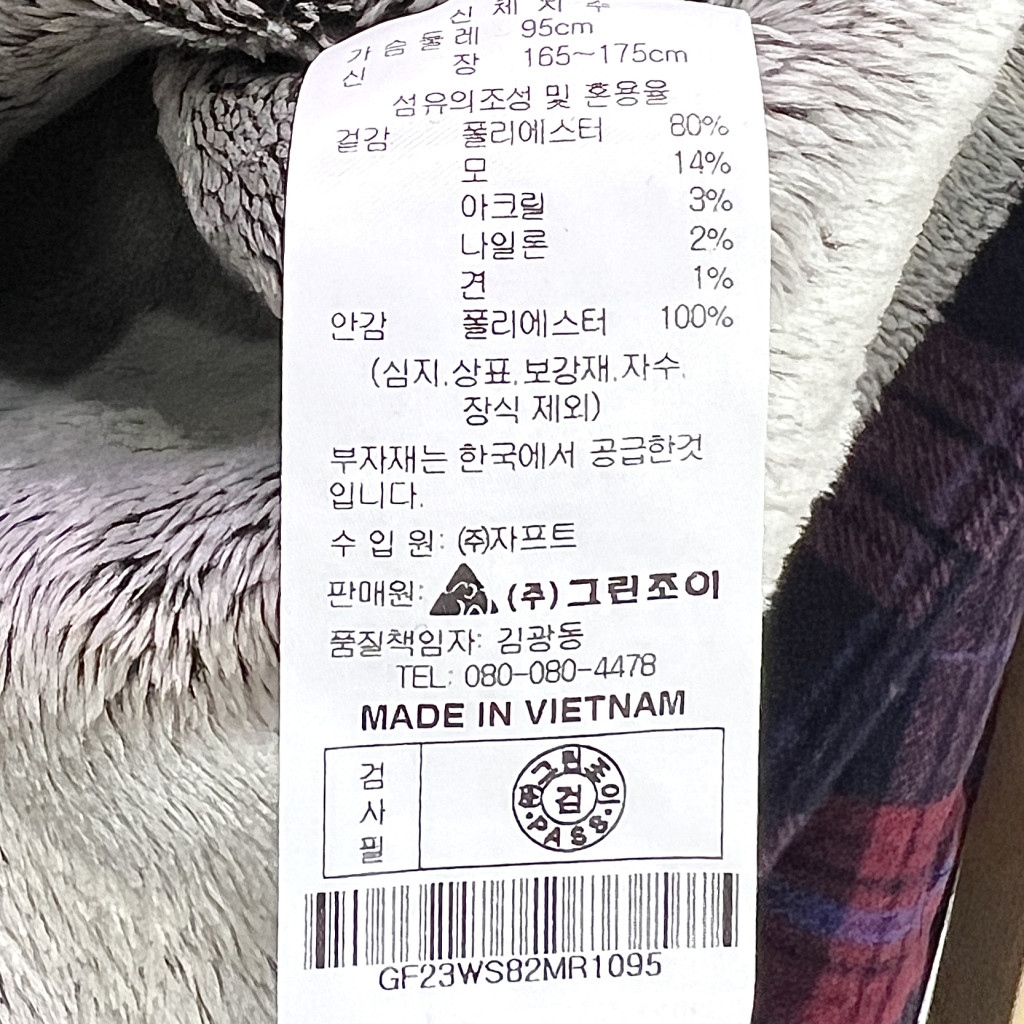 신 체 치 수
가 슴 둘 레 95cm
신 장 165~175cm
섬유의조성 및 혼용율
겉감 폴리에스터 80%
모 14%
아크릴 3%
나일론 2%
견 1%
안감 폴리에스터 100%
(심지,상표,보강재,자수,
장식 제외)
부자재는 한국에서 공급한것
입니다.
수 입 원: ㈜자프트
판매원: (주)그린조이
품질책임자: 김광동
TEL: 080-080-4478
MADE IN VIETNAM
검사필
㈜그린조이
검
·PASS·
GF23WS82MR1095